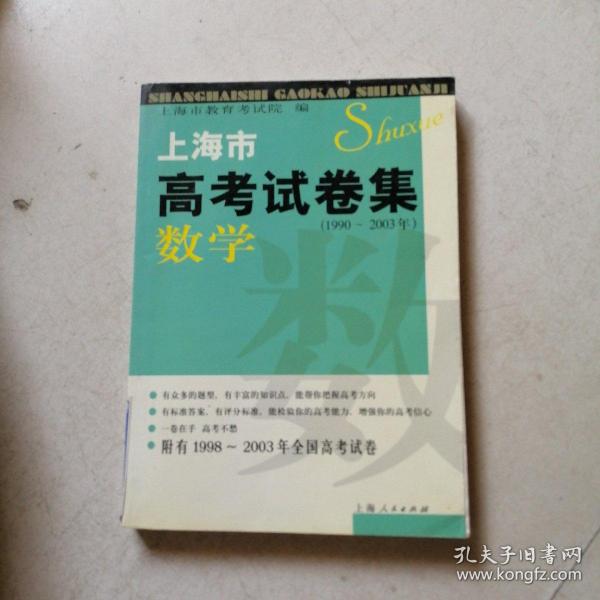 SHANGHAISHI GAOKAO SHIJUANJI
上海市教育考试院 编
Shuxue
上海市
高考试卷集
(1990~2003年)
数学
数
有众多的题型,有丰富的知识点,能帮你把握高考方向
有标准答案,有评分标准,能检验你的高考能力,增强你的高考信心
一卷在手 高考不愁
附有1998~2003年全国高考试卷
上海人民出版社
孔夫子旧书网
www.kongfz.com